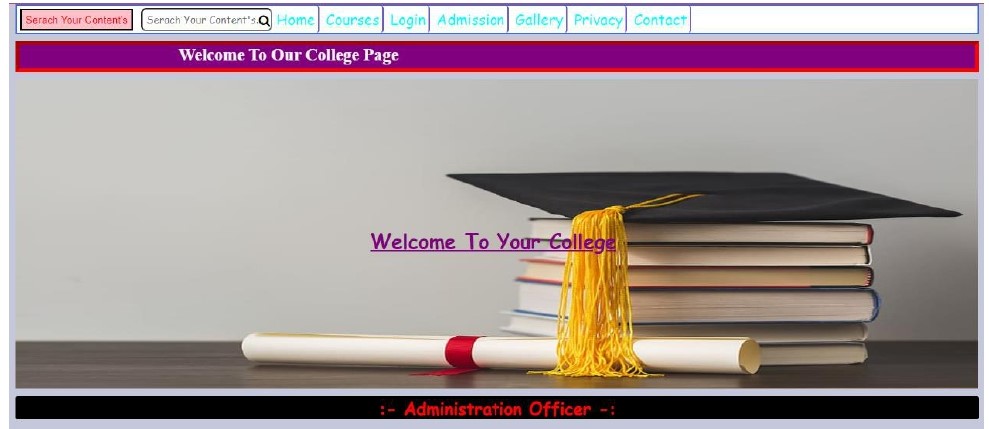 Serach Your Content's Serach Your Content's. Home Courses Login Admission Gallery Privacy Contact
Welcome To Our College Page
Welcome To Your College
:- Administration Officer -: